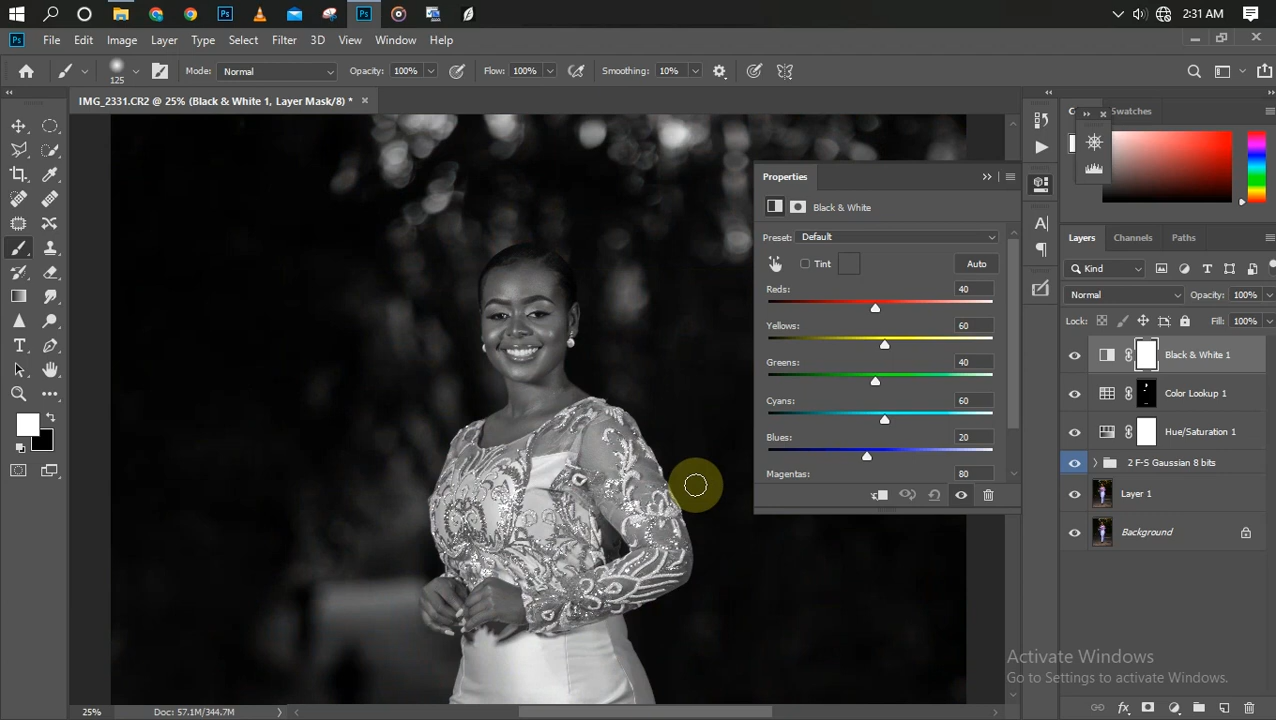 2:31 AM
Ps File Edit Image Layer Type Select Filter 3D View Window Help
125 Mode: Normal Opacity: 100% Flow: 100% Smoothing: 10%
IMG_2331.CR2 @ 25% (Black & White 1, Layer Mask/8) *
Swatches
Properties
Black & White
Preset: Default
Tint Auto
Reds: 40
Yellows: 60
Greens: 40
Cyans: 60
Blues: 20
Magentas: 80
Layers Channels Paths
Kind
Normal Opacity: 100%
Lock: Fill: 100%
Black & White 1
Color Lookup 1
Hue/Saturation 1
2 F-S Gaussian 8 bits
Layer 1
Background
Activate Windows
Go to Settings to activate Windows.
25% Doc: 57.1M/344.7M